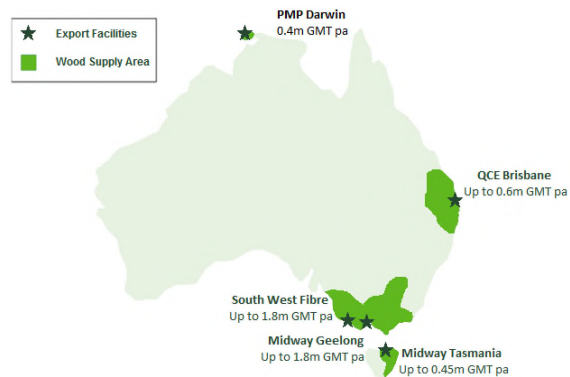 PMP Darwin
0.4m GMT pa
Export Facilities
Wood Supply Area
QCE Brisbane
Up to 0.6m GMT pa
South West Fibre
Up to 1.8m GMT pa
Midway Geelong
Up to 1.8m GMT pa
Midway Tasmania
Up to 0.45m GMT pa